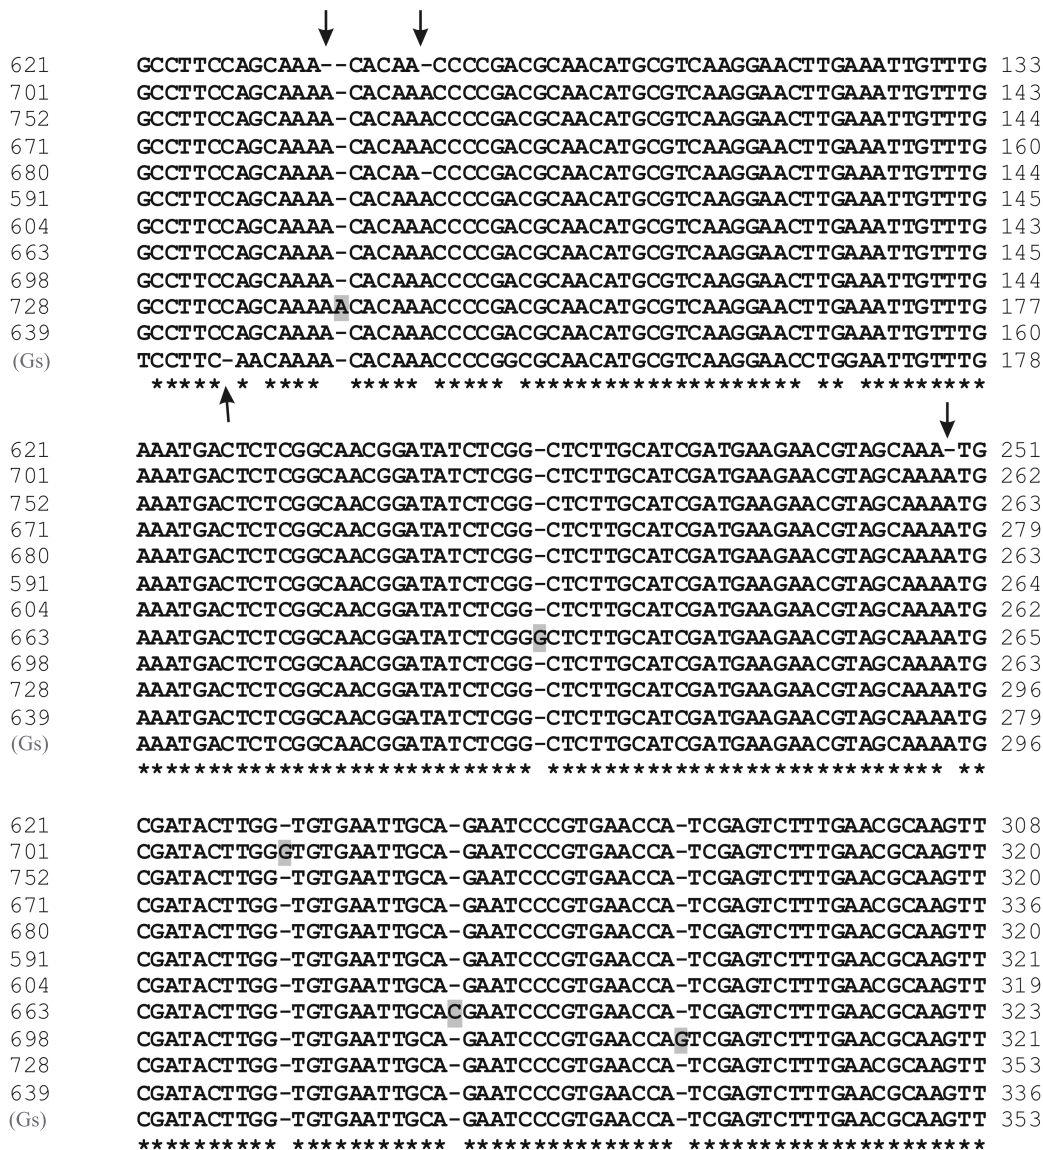 621 GCCTTCCAGCAAA--CACAA-CCCCGACGCAACATGCGTCAAGGAACTTGAAATTGTTTG 133
701 GCCTTCCAGCAAAA-CACAAACCCCGACGCAACATGCGTCAAGGAACTTGAAATTGTTTG 143
752 GCCTTCCAGCAAAA-CACAAACCCCGACGCAACATGCGTCAAGGAACTTGAAATTGTTTG 144
671 GCCTTCCAGCAAAA-CACAAACCCCGACGCAACATGCGTCAAGGAACTTGAAATTGTTTG 160
680 GCCTTCCAGCAAAA-CACAA-CCCCGACGCAACATGCGTCAAGGAACTTGAAATTGTTTG 144
591 GCCTTCCAGCAAAA-CACAAACCCCGACGCAACATGCGTCAAGGAACTTGAAATTGTTTG 145
604 GCCTTCCAGCAAAA-CACAAACCCCGACGCAACATGCGTCAAGGAACTTGAAATTGTTTG 143
663 GCCTTCCAGCAAAA-CACAAACCCCGACGCAACATGCGTCAAGGAACTTGAAATTGTTTG 145
698 GCCTTCCAGCAAAA-CACAAACCCCGACGCAACATGCGTCAAGGAACTTGAAATTGTTTG 144
728 GCCTTCCAGCAAAAACACAAACCCCGACGCAACATGCGTCAAGGAACTTGAAATTGTTTG 177
639 GCCTTCCAGCAAAA-CACAAACCCCGACGCAACATGCGTCAAGGAACTTGAAATTGTTTG 160
(Gs) TCCTTC-AACAAAA-CACAAACCCCGGCGCAACATGCGTCAAGGAACCTGGAATTGTTTG 178
***** * **** ***** ***** ******************** ** *********
621 AAATGACTCTCGGCAACGGATATCTCGG-CTCTTGCATCGATGAAGAACGTAGCAAA-TG 251
701 AAATGACTCTCGGCAACGGATATCTCGG-CTCTTGCATCGATGAAGAACGTAGCAAAATG 262
752 AAATGACTCTCGGCAACGGATATCTCGG-CTCTTGCATCGATGAAGAACGTAGCAAAATG 263
671 AAATGACTCTCGGCAACGGATATCTCGG-CTCTTGCATCGATGAAGAACGTAGCAAAATG 279
680 AAATGACTCTCGGCAACGGATATCTCGG-CTCTTGCATCGATGAAGAACGTAGCAAAATG 263
591 AAATGACTCTCGGCAACGGATATCTCGG-CTCTTGCATCGATGAAGAACGTAGCAAAATG 264
604 AAATGACTCTCGGCAACGGATATCTCGG-CTCTTGCATCGATGAAGAACGTAGCAAAATG 262
663 AAATGACTCTCGGCAACGGATATCTCGGGCTCTTGCATCGATGAAGAACGTAGCAAAATG 265
698 AAATGACTCTCGGCAACGGATATCTCGG-CTCTTGCATCGATGAAGAACGTAGCAAAATG 263
728 AAATGACTCTCGGCAACGGATATCTCGG-CTCTTGCATCGATGAAGAACGTAGCAAAATG 296
639 AAATGACTCTCGGCAACGGATATCTCGG-CTCTTGCATCGATGAAGAACGTAGCAAAATG 279
(Gs) AAATGACTCTCGGCAACGGATATCTCGG-CTCTTGCATCGATGAAGAACGTAGCAAAATG 296
**************************** **************************** **
621 CGATACTTGG-TGTGAATTGCA-GAATCCCGTGAACCA-TCGAGTCTTTGAACGCAAGTT 308
701 CGATACTTGGGTGTGAATTGCA-GAATCCCGTGAACCA-TCGAGTCTTTGAACGCAAGTT 320
752 CGATACTTGG-TGTGAATTGCA-GAATCCCGTGAACCA-TCGAGTCTTTGAACGCAAGTT 320
671 CGATACTTGG-TGTGAATTGCA-GAATCCCGTGAACCA-TCGAGTCTTTGAACGCAAGTT 336
680 CGATACTTGG-TGTGAATTGCA-GAATCCCGTGAACCA-TCGAGTCTTTGAACGCAAGTT 320
591 CGATACTTGG-TGTGAATTGCA-GAATCCCGTGAACCA-TCGAGTCTTTGAACGCAAGTT 321
604 CGATACTTGG-TGTGAATTGCA-GAATCCCGTGAACCA-TCGAGTCTTTGAACGCAAGTT 319
663 CGATACTTGG-TGTGAATTGCACGAATCCCGTGAACCA-TCGAGTCTTTGAACGCAAGTT 323
698 CGATACTTGG-TGTGAATTGCA-GAATCCCGTGAACCAGTCGAGTCTTTGAACGCAAGTT 321
728 CGATACTTGG-TGTGAATTGCA-GAATCCCGTGAACCA-TCGAGTCTTTGAACGCAAGTT 353
639 CGATACTTGG-TGTGAATTGCA-GAATCCCGTGAACCA-TCGAGTCTTTGAACGCAAGTT 336
(Gs) CGATACTTGG-TGTGAATTGCA-GAATCCCGTGAACCA-TCGAGTCTTTGAACGCAAGTT 353
********** *********** *************** *********************